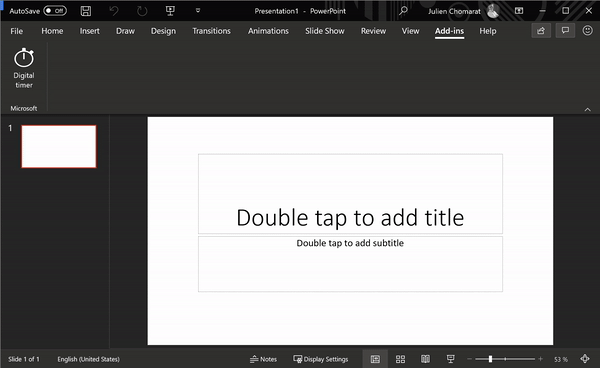 AutoSave Off Presentation1 - PowerPoint Julien Chomarat
File Home Insert Draw Design Transitions Animations Slide Show Review View Add-ins Help
Digital
timer
Microsoft
1
Double tap to add title
Double tap to add subtitle
Slide 1 of 1 English (United States) Notes Display Settings 53 %